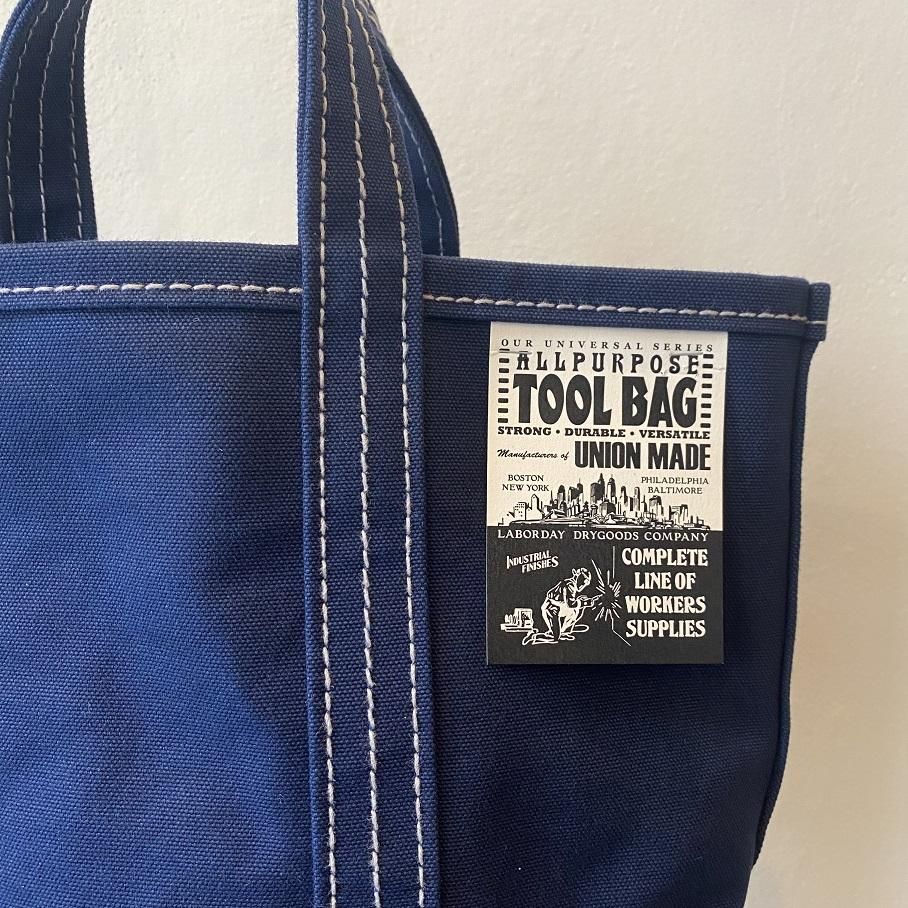 OUR UNIVERSAL SERIES
ALLPURPOSE
TOOL BAG
STRONG • DURABLE • VERSATILE
Manufacturers of UNION MADE
BOSTON
NEW YORK
PHILADELPHIA
BALTIMORE
LABORDAY DRYGOODS COMPANY
INDUSTRIAL
FINISHES
COMPLETE
LINE OF
WORKERS
SUPPLIES